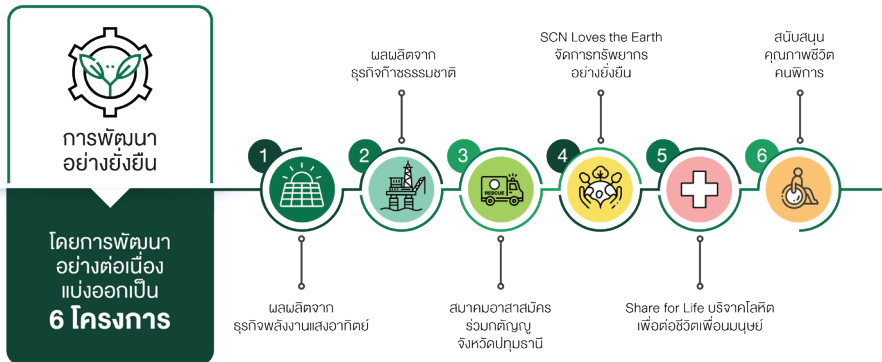 การพัฒนา
อย่างยั่งยืน
โดยการพัฒนา
อย่างต่อเนื่อง
แบ่งออกเป็น
6 โครงการ
1
ผลผลิตจาก
ธุรกิจพลังงานแสงอาทิตย์
2
ผลผลิตจาก
ธุรกิจก๊าซธรรมชาติ
3
RESCUE
สมาคมอาสาสมัคร
ร่วมกตัญญู
จังหวัดปทุมธานี
4
SCN Loves the Earth
จัดการทรัพยากร
อย่างยั่งยืน
5
Share for Life บริจาคโลหิต
เพื่อต่อชีวิตเพื่อนมนุษย์
6
สนับสนุน
คุณภาพชีวิต
คนพิการ